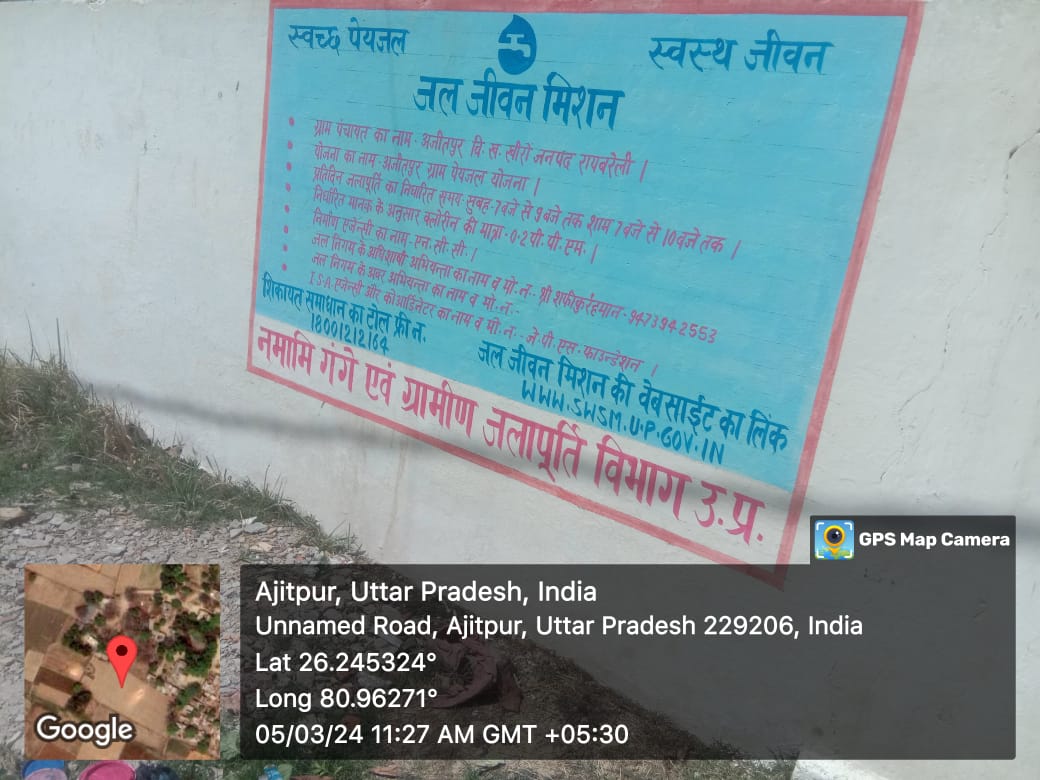 स्वच्छ पेयजल
स्वस्थ जीवन
जल जीवन मिशन
ग्राम पंचायत का नाम - अजीतपुर वि. ख. खीरों जनपद रायबरेली |
योजना का नाम - अजीतपुर ग्राम पेयजल योजना |
प्रतिदिन जलापूर्ति का निर्धारित समय - सुबह - 7 बजे से 9 बजे तक शाम 7 बजे से 10 बजे तक |
निर्धारित मानक के अनुसार क्लोरीन की मात्रा - 0.2 पी. पी. एम. |
निर्माण एजेन्सी का नाम - एन. सी. सी. |
जल निगम के अधिशाषी अभियन्ता का नाम व मो. न. - श्री शफीकुर्रहमान - 9473942553
जल निगम के अवर अभियन्ता का नाम व मो. न. -
I.S.A एजेन्सी और कोआर्डिनेटर का नाम व मो. न. - जे. पी. एस. फाउन्डेशन |
शिकायत समाधान का टोल फ्री न.
18001212164
जल जीवन मिशन की वेबसाईट का लिंक
WWW.SWSM.U.P.GOV.IN
नमामि गंगे एवं ग्रामीण जलापूर्ति विभाग उ. प्र.
GPS Map Camera
Ajitpur, Uttar Pradesh, India
Unnamed Road, Ajitpur, Uttar Pradesh 229206, India
Lat 26.245324°
Long 80.96271°
05/03/24 11:27 AM GMT +05:30
Google